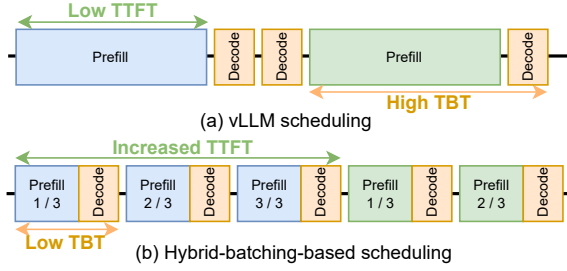 Low TTFT
Prefill
Decode
Decode
Prefill
Decode
High TBT
(a) vLLM scheduling
Increased TTFT
Prefill
1 / 3
Decode
Prefill
2 / 3
Decode
Prefill
3 / 3
Decode
Prefill
1 / 3
Decode
Prefill
2 / 3
Decode
Low TBT
(b) Hybrid-batching-based scheduling